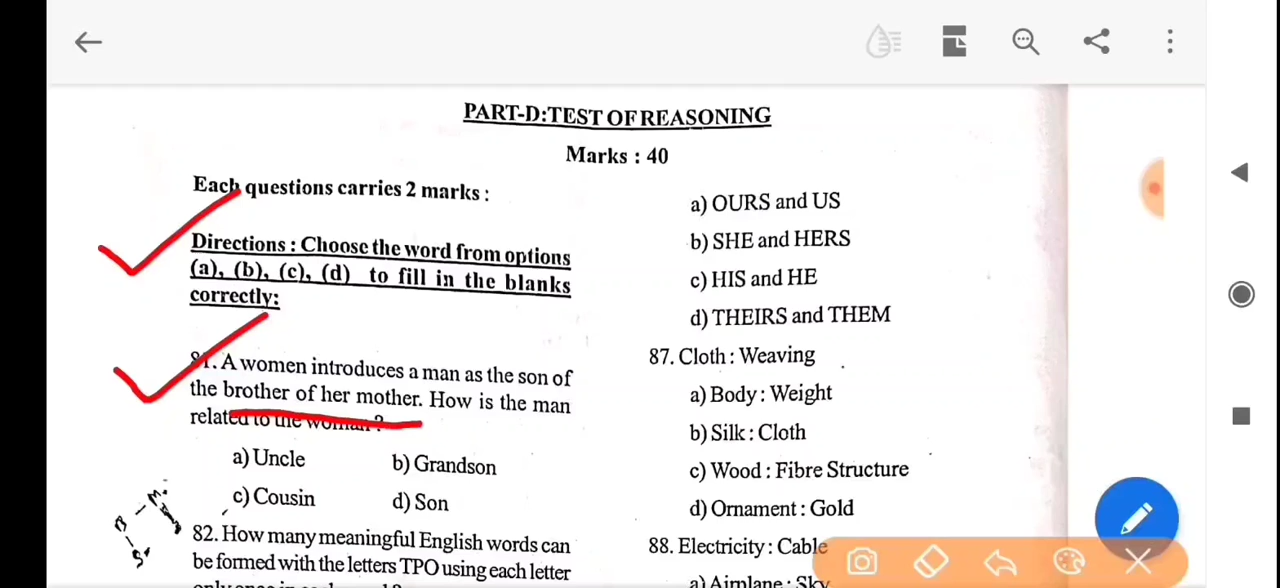 PART-D:TEST OF REASONING
Marks : 40
Each questions carries 2 marks :
Directions : Choose the word from options
(a), (b), (c), (d) to fill in the blanks
correctly:
81. A women introduces a man as the son of
the brother of her mother. How is the man
related to the woman ?
a) Uncle b) Grandson
c) Cousin d) Son
82. How many meaningful English words can
be formed with the letters TPO using each letter
a) OURS and US
b) SHE and HERS
c) HIS and HE
d) THEIRS and THEM
87. Cloth : Weaving
a) Body : Weight
b) Silk : Cloth
c) Wood : Fibre Structure
d) Ornament : Gold
88. Electricity : Cable
a) Airplane : Sky